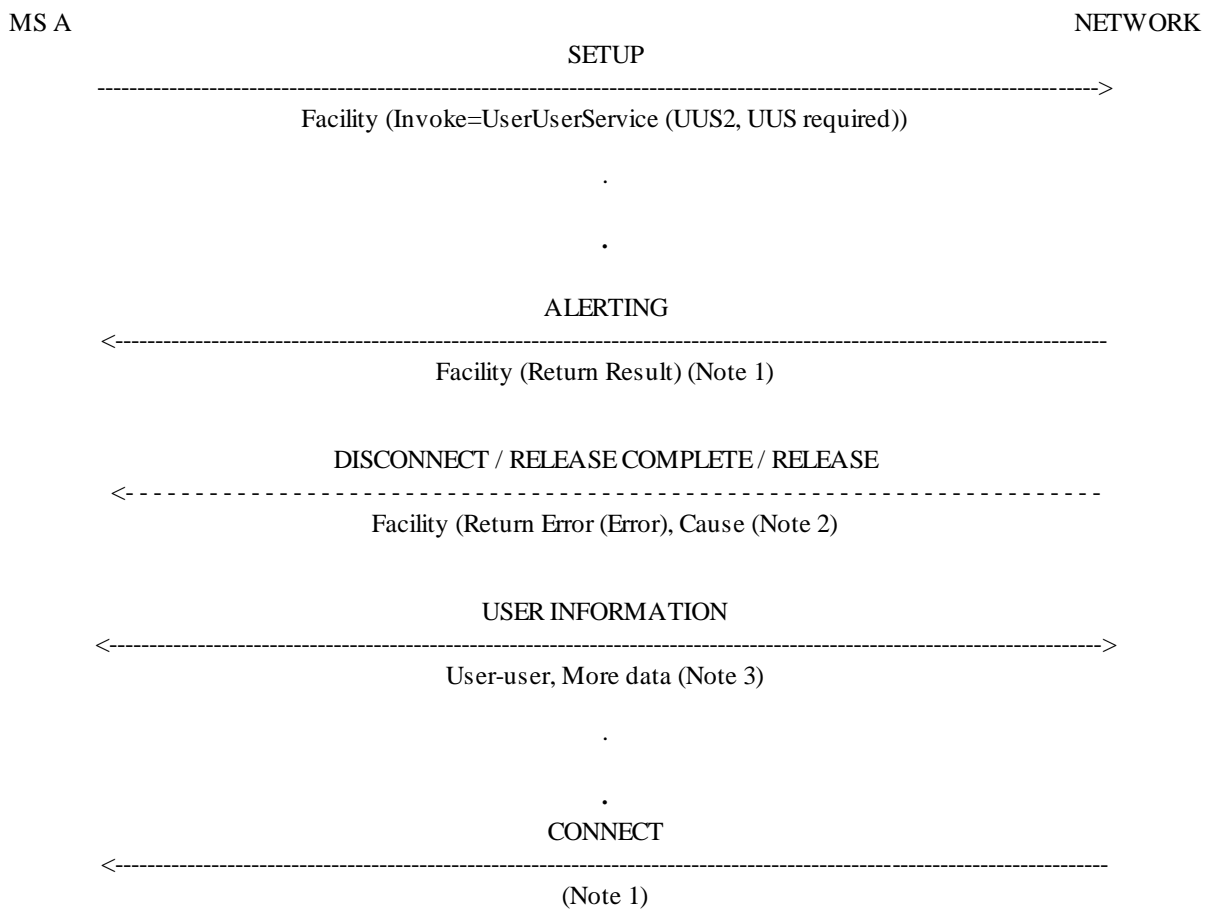 MS A NETWORK
SETUP
------------------------------------------------------------------------------------------------------------------------------>
Facility (Invoke=UserUserService (UUS2, UUS required))
.
.
ALERTING
<-----------------------------------------------------------------------------------------------------------------------------
Facility (Return Result) (Note 1)
DISCONNECT / RELEASE COMPLETE / RELEASE
<- - - - - - - - - - - - - - - - - - - - - - - - - - - - - - - - - - - - - - - - - - - - - - - - - - - - - - - - - - - - - - - - - - - - - -
Facility (Return Error (Error), Cause (Note 2)
USER INFORMATION
<---------------------------------------------------------------------------------------------------------------------------->
User-user, More data (Note 3)
.
.
CONNECT
<-----------------------------------------------------------------------------------------------------------------------------
(Note 1)